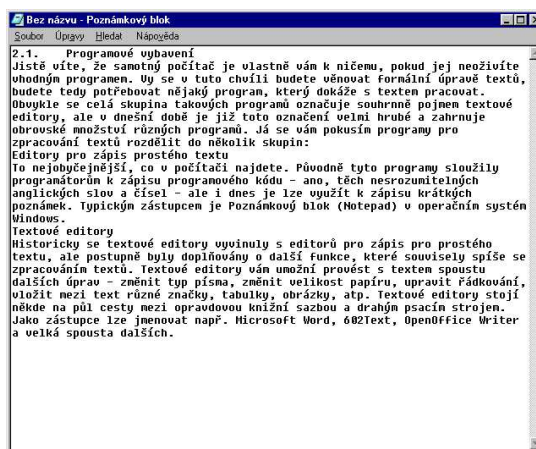 Bez názvu - Poznámkový blok
Soubor Úpravy Hledat Nápověda
2.1. Programové vybavení
Jistě víte, že samotný počítač je vlastně vám k ničemu, pokud jej neoživíte
vhodným programem. Vy se v tuto chvíli budete věnovat formální úpravě textů,
budete tedy potřebovat nějaký program, který dokáže s textem pracovat.
Obvykle se celá skupina takových programů označuje souhrnně pojmem textové
editory, ale v dnešní době je již toto označení velmi hrubé a zahrnuje
obrovské množství různých programů. Já se vám pokusím programy pro
zpracování textů rozdělit do několik skupin:
Editory pro zápis prostého textu
To nejobyčejnější, co v počítači najdete. Původně tyto programy sloužily
programátorům k zápisu programového kódu - ano, těch nesrozumitelných
anglických slov a čísel - ale i dnes je lze využít k zápisu krátkých
poznámek. Typickým zástupcem je Poznámkový blok (Notepad) v operačním systém
Windows.
Textové editory
Historicky se textové editory vyvinuly s editorů pro zápis pro prostého
textu, ale postupně byly doplňovány o další funkce, které souvisely spíše se
zpracováním textů. Textové editory vám umožní provést s textem spoustu
dalších úprav - změnit typ písma, změnit velikost papíru, upravit řádkování,
vložit mezi text různé značky, tabulky, obrázky, atp. Textové editory stojí
někde na půl cesty mezi opravdovou knižní sazbou a drahým psacím strojem.
Jako zástupce lze jmenovat např. Microsoft Word, 602Text, OpenOffice Writer
a velká spousta dalších.